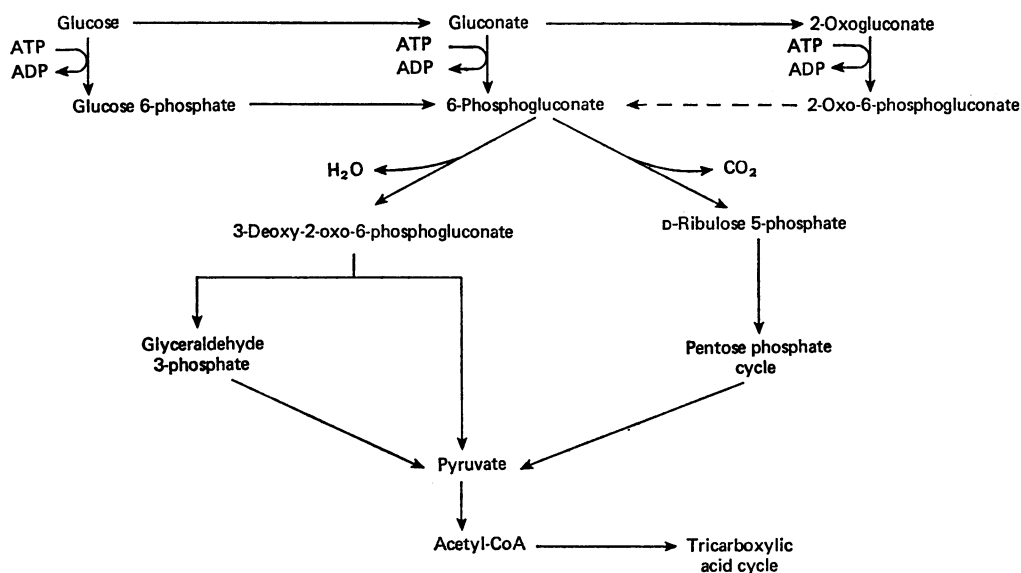 Glucose
Gluconate
2-Oxogluconate
ATP
ADP
ATP
ADP
ATP
ADP
Glucose 6-phosphate
6-Phosphogluconate
2-Oxo-6-phosphogluconate
H₂O
CO₂
3-Deoxy-2-oxo-6-phosphogluconate
D-Ribulose 5-phosphate
Glyceraldehyde
3-phosphate
Pentose phosphate
cycle
Pyruvate
Acetyl-CoA
Tricarboxylic
acid cycle